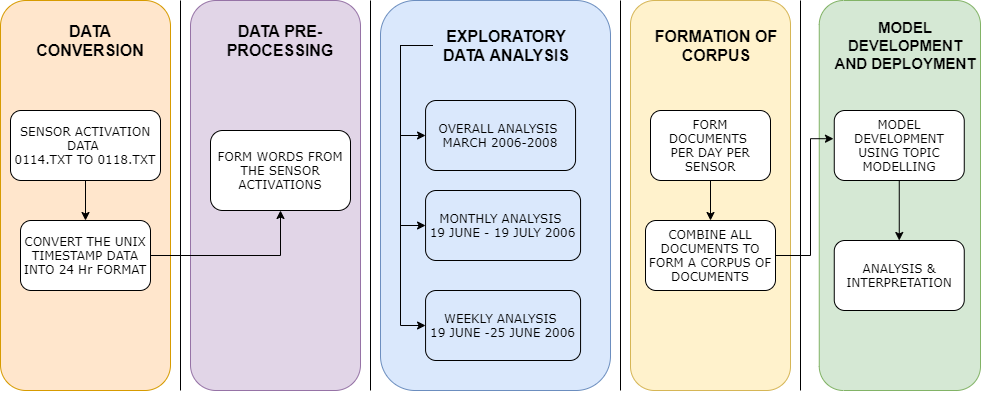 DATA
CONVERSION
SENSOR ACTIVATION
DATA
0114.TXT TO 0118.TXT
CONVERT THE UNIX
TIMESTAMP DATA
INTO 24 Hr FORMAT
DATA PRE-
PROCESSING
FORM WORDS FROM
THE SENSOR
ACTIVATIONS
EXPLORATORY
DATA ANALYSIS
OVERALL ANALYSIS
MARCH 2006-2008
MONTHLY ANALYSIS
19 JUNE - 19 JULY 2006
WEEKLY ANALYSIS
19 JUNE -25 JUNE 2006
FORMATION OF
CORPUS
FORM
DOCUMENTS
PER DAY PER
SENSOR
COMBINE ALL
DOCUMENTS TO
FORM A CORPUS OF
DOCUMENTS
MODEL
DEVELOPMENT
AND DEPLOYMENT
MODEL
DEVELOPMENT
USING TOPIC
MODELLING
ANALYSIS &
INTERPRETATION